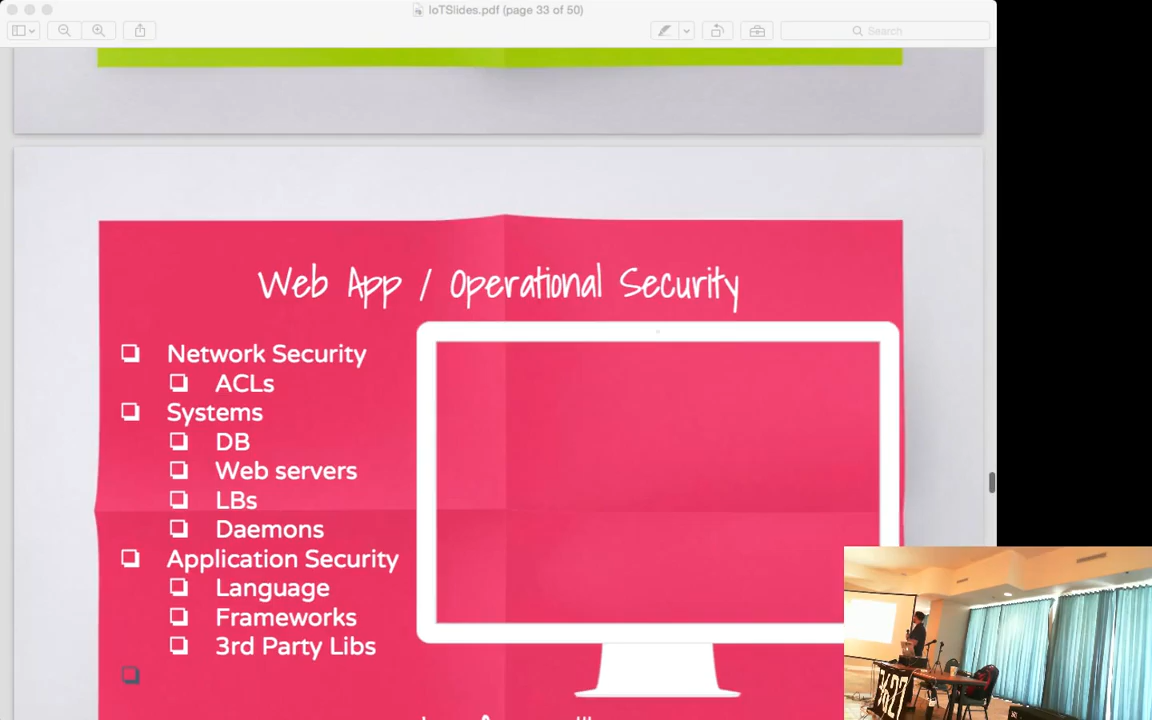 IoTSlides.pdf (page 33 of 50)
Search
Web App / Operational Security
Network Security
ACLs
Systems
DB
Web servers
LBs
Daemons
Application Security
Language
Frameworks
3rd Party Libs